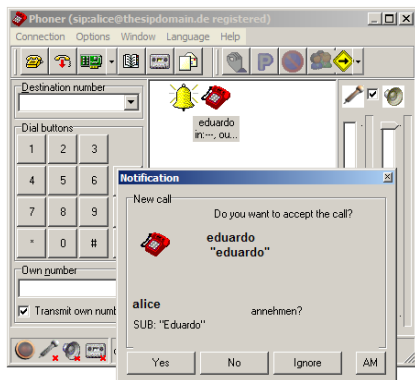 Phoner (sip:alice@thesipdomain.de registered)
Connection Options Window Language Help
Destination number
eduardo
in:---, ou...
Dial buttons
1 2 3
4 5 6
7 8 9
* 0 #
Own number
Transmit own numb
Notification
New call
Do you want to accept the call?
eduardo
"eduardo"
alice
annehmen?
SUB: "Eduardo"
Yes No Ignore AM